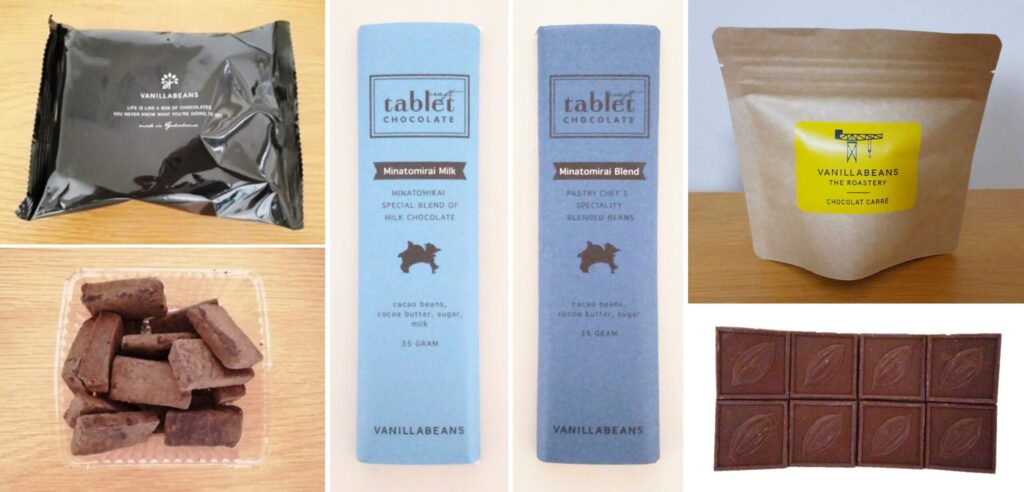 VANILLABEANS
LIFE IS LIKE A BOX OF CHOCOLATES
YOU NEVER KNOW WHAT YOU'RE GOING TO GET
made in Yokohama
craft
tablet
CHOCOLATE
Minatomirai Milk
MINATOMIRAI
SPECIAL BLEND OF
MILK CHOCOLATE
cacao beans,
cocoa butter, sugar,
milk
35 GRAM
VANILLABEANS
craft
tablet
CHOCOLATE
Minatomirai Blend
PASTRY CHEF'S
SPECIALITY
BLENDED BEANS
cacao beans,
cocoa butter, sugar
35 GRAM
VANILLABEANS
VANILLABEANS
THE ROASTERY
CHOCOLAT CARRÉ